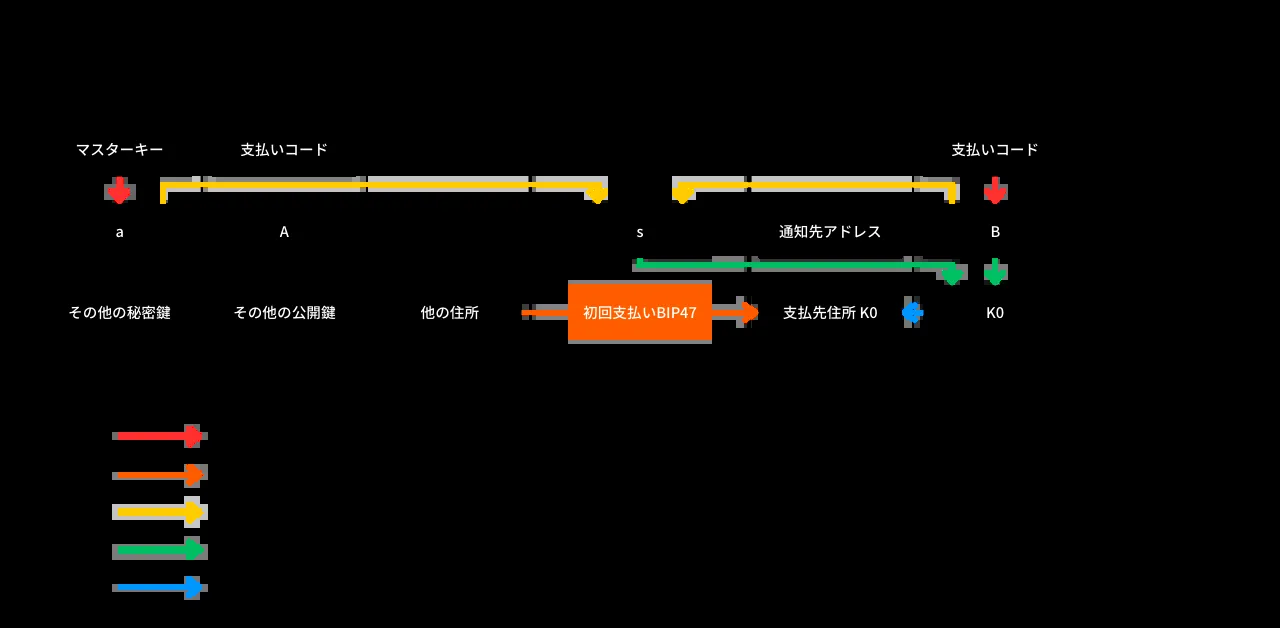 マスターキー
支払いコード
支払いコード
a
A
s
通知先アドレス
B
その他の秘密鍵
その他の公開鍵
他の住所
初回支払いBIP47
支払先住所 K0
K0